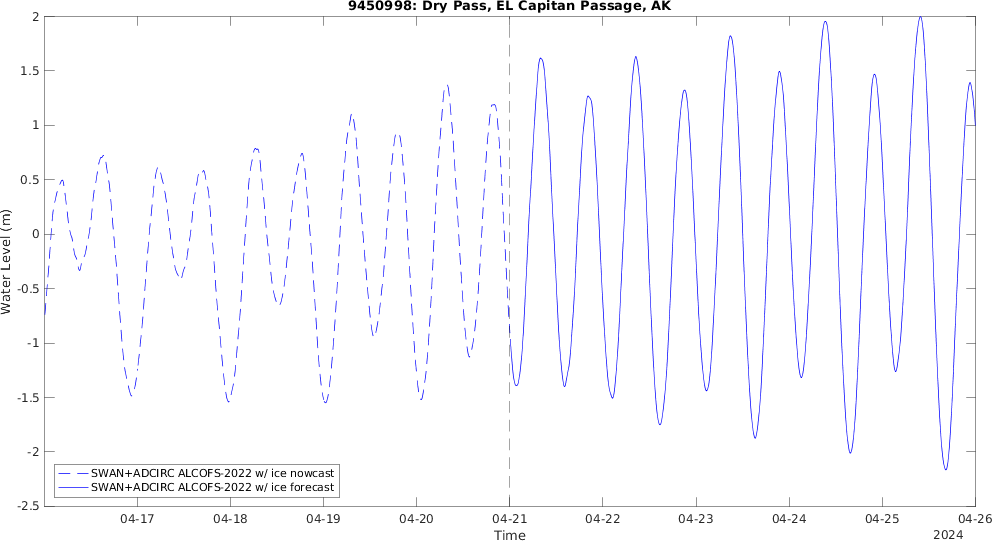 9450998: Dry Pass, EL Capitan Passage, AK
2
1.5
1
0.5
0
-0.5
-1
-1.5
-2
-2.5
Water Level (m)
SWAN+ADCIRC ALCOFS-2022 w/ ice nowcast
SWAN+ADCIRC ALCOFS-2022 w/ ice forecast
04-17 04-18 04-19 04-20 04-21 04-22 04-23 04-24 04-25 04-26
Time
2024